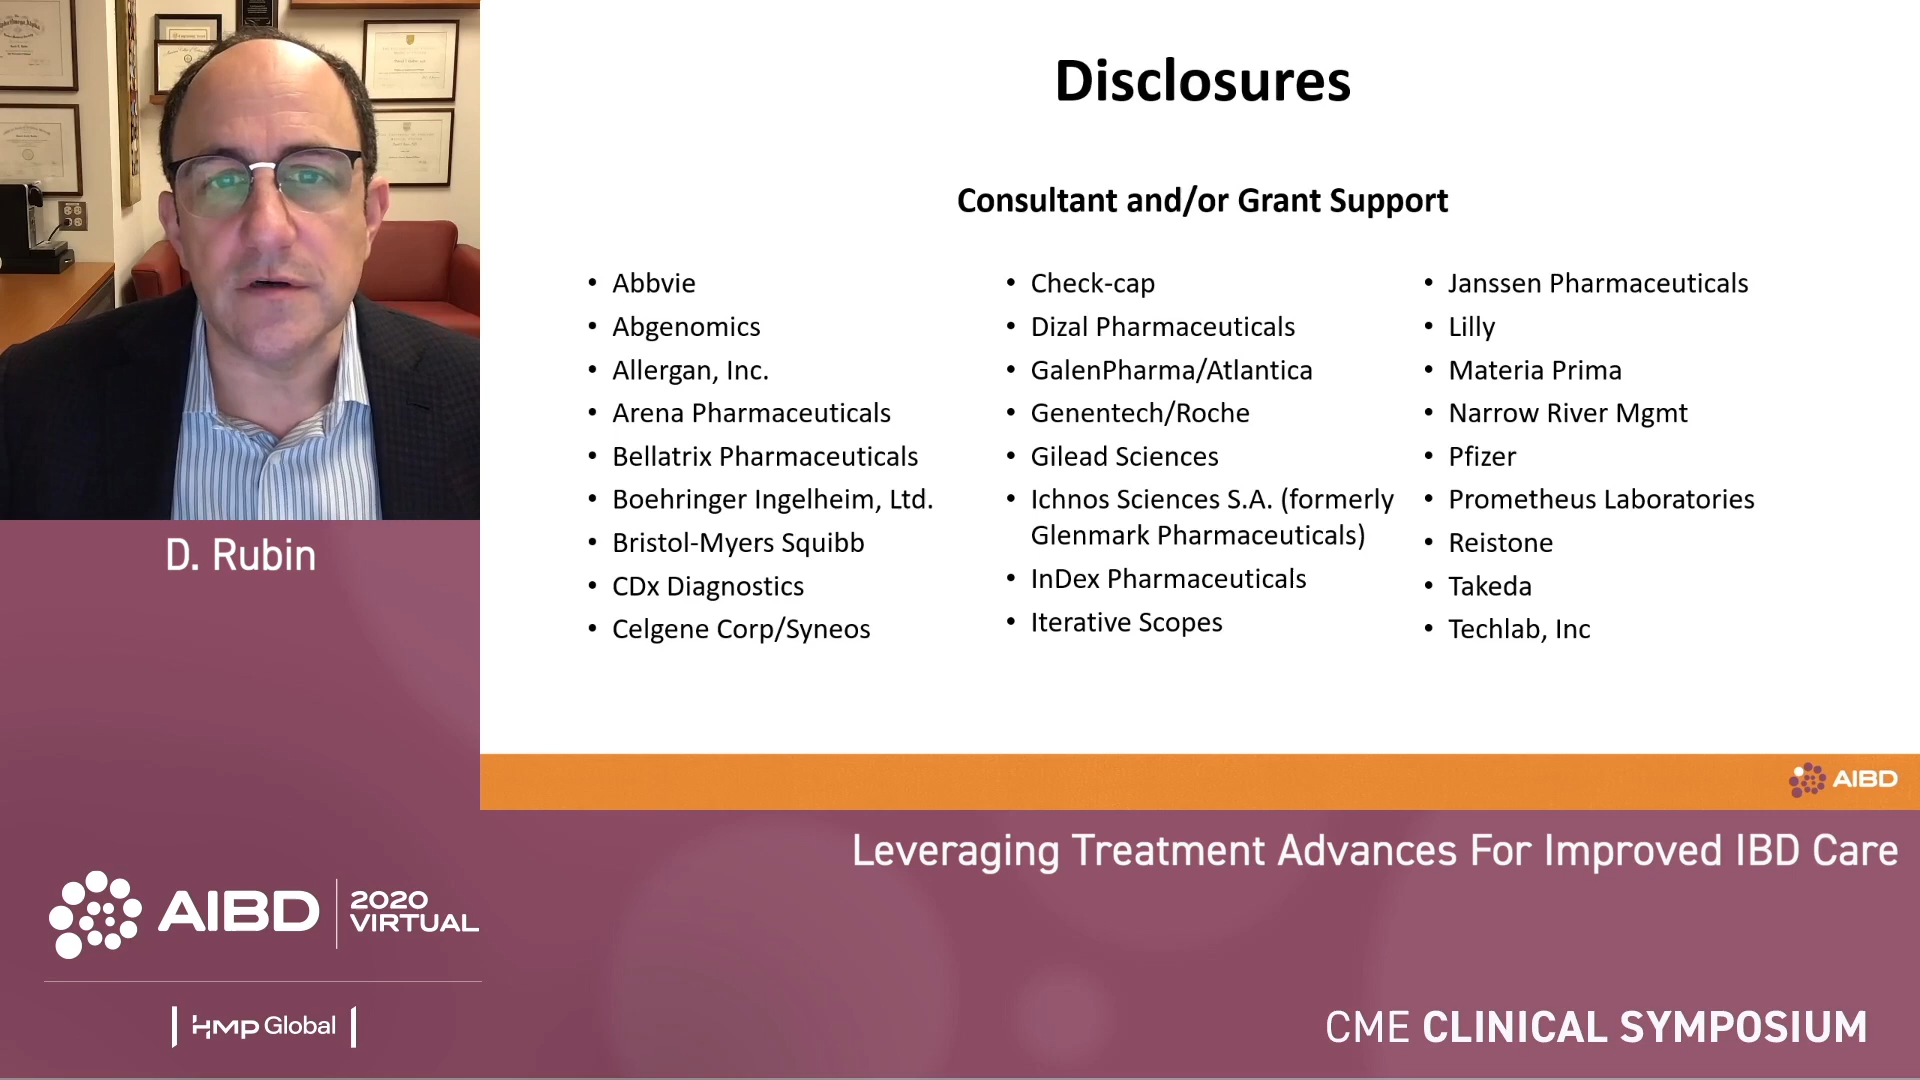 Disclosures
Consultant and/or Grant Support
• Abbvie
• Abgenomics
• Allergan, Inc.
• Arena Pharmaceuticals
• Bellatrix Pharmaceuticals
• Boehringer Ingelheim, Ltd.
• Bristol-Myers Squibb
• CDx Diagnostics
• Celgene Corp/Syneos
• Check-cap
• Dizal Pharmaceuticals
• GalenPharma/Atlantica
• Genentech/Roche
• Gilead Sciences
• Ichnos Sciences S.A. (formerly
Glenmark Pharmaceuticals)
• InDex Pharmaceuticals
• Iterative Scopes
• Janssen Pharmaceuticals
• Lilly
• Materia Prima
• Narrow River Mgmt
• Pfizer
• Prometheus Laboratories
• Reistone
• Takeda
• Techlab, Inc
AIBD
D. Rubin
Leveraging Treatment Advances For Improved IBD Care
AIBD
2020
VIRTUAL
HMP Global
CME CLINICAL SYMPOSIUM